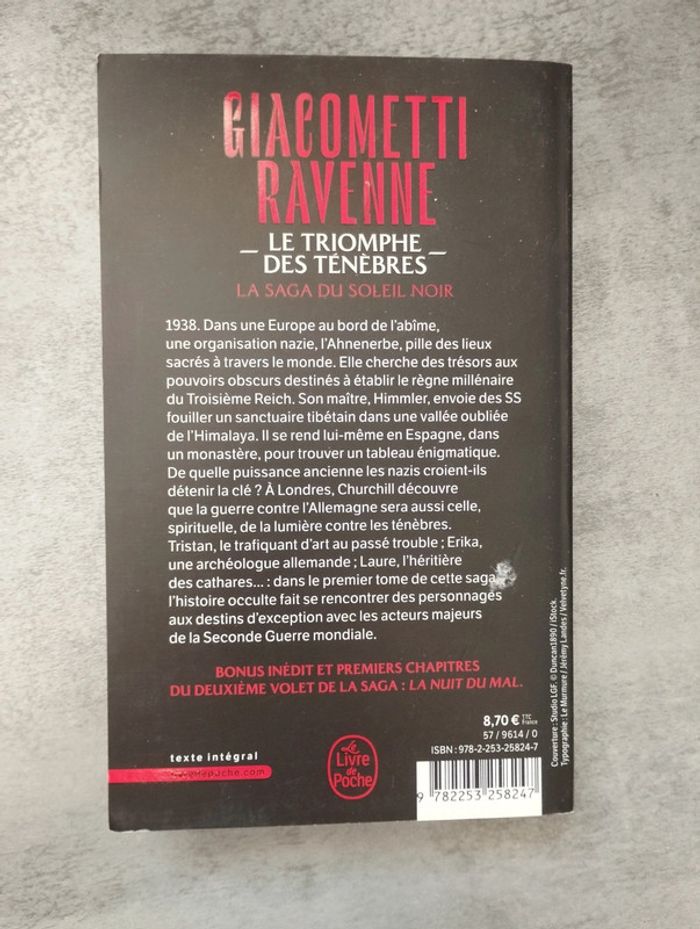 GIACOMETTI
RAVENNE
_ LE TRIOMPHE _
DES TÉNÈBRES
LA SAGA DU SOLEIL NOIR
1938. Dans une Europe au bord de l'abîme,
une organisation nazie, l'Ahnenerbe, pille des lieux
sacrés à travers le monde. Elle cherche des trésors aux
pouvoirs obscurs destinés à établir le règne millénaire
du Troisième Reich. Son maître, Himmler, envoie des SS
fouiller un sanctuaire tibétain dans une vallée oubliée
de l'Himalaya. Il se rend lui-même en Espagne, dans
un monastère, pour trouver un tableau énigmatique.
De quelle puissance ancienne les nazis croient-ils
détenir la clé ? À Londres, Churchill découvre
que la guerre contre l'Allemagne sera aussi celle,
spirituelle, de la lumière contre les ténèbres.
Tristan, le trafiquant d'art au passé trouble ; Erika,
une archéologue allemande ; Laure, l'héritière
des cathares... : dans le premier tome de cette saga
l'histoire occulte fait se rencontrer des personnages
aux destins d'exception avec les acteurs majeurs
de la Seconde Guerre mondiale.
BONUS INÉDIT ET PREMIERS CHAPITRES
DU DEUXIÈME VOLET DE LA SAGA : LA NUIT DU MAL.
8,70 € TTC
France
57 / 9614 / 0
ISBN : 978-2-253-25824-7
9 782253 258247
texte intégral
Le
Livre
de
Poche
Couverture : Studio LGF. © Duncan1890 / iStock.
Typographie : Le Murmure / Jérémy Landes / Velvetyne.fr.